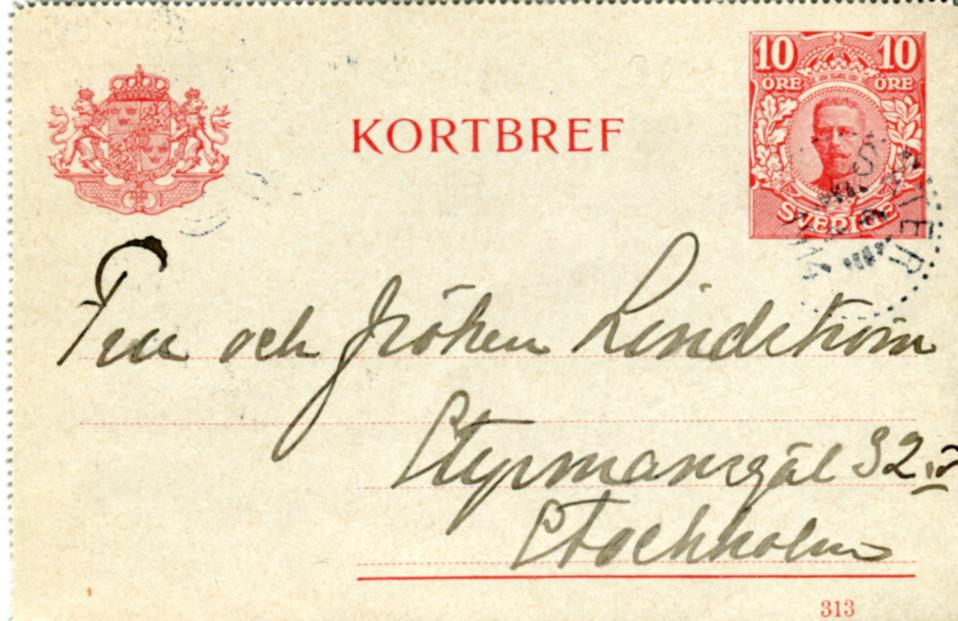 10 10
ÖRE ÖRE
KORTBREF
SVERIGE
Fru och fröken Lindström
Styrmansgat 32
Stockholm
313